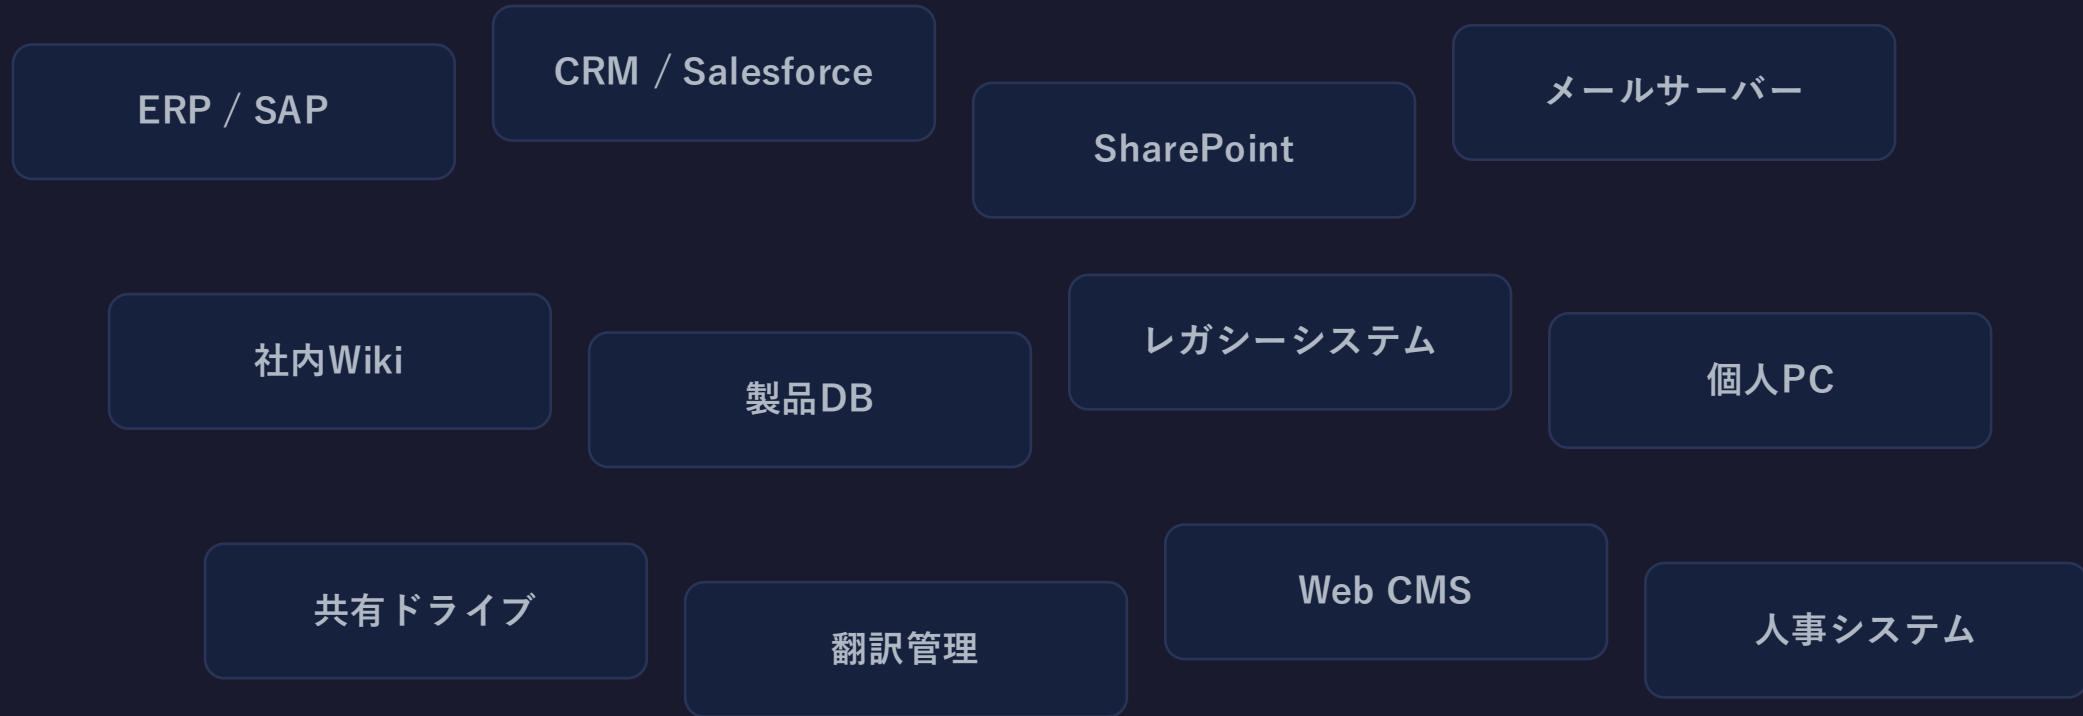 ERP / SAP
CRM / Salesforce
SharePoint
メールサーバー
社内Wiki
製品DB
レガシーシステム
個人PC
共有ドライブ
翻訳管理
Web CMS
人事システム